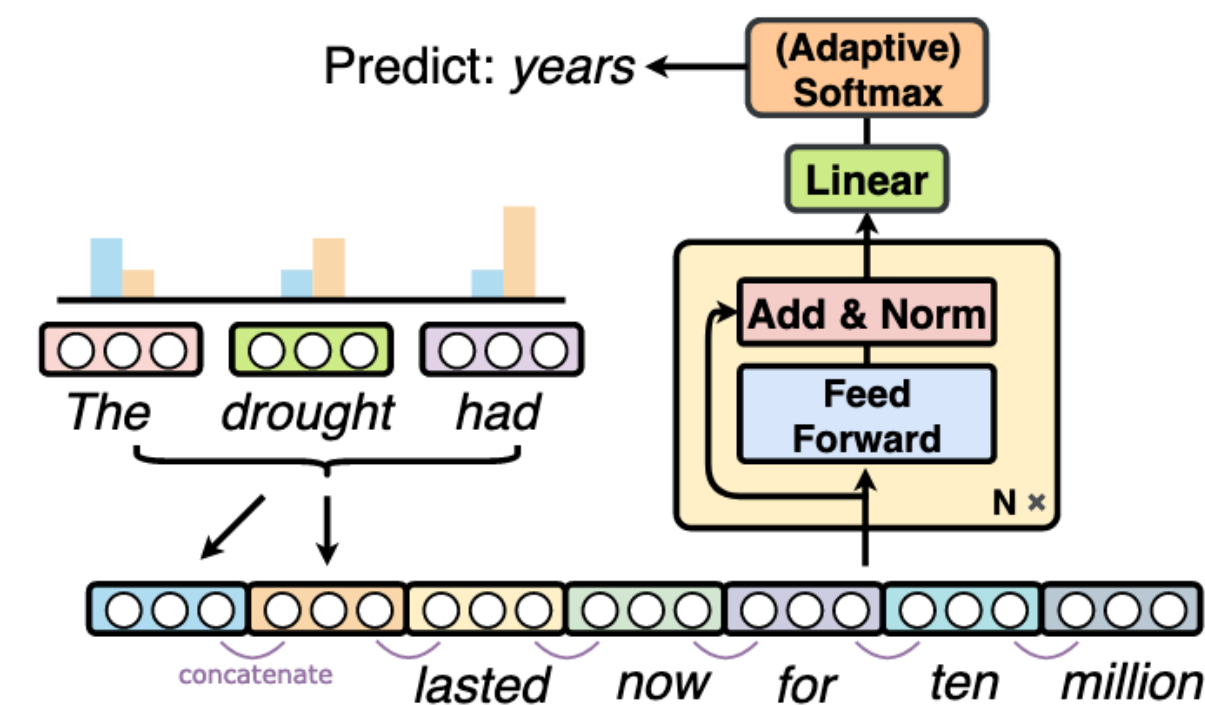 Predict: years
(Adaptive)
Softmax
Linear
Add & Norm
Feed
Forward
N ×
The drought had
concatenate
lasted now for ten million